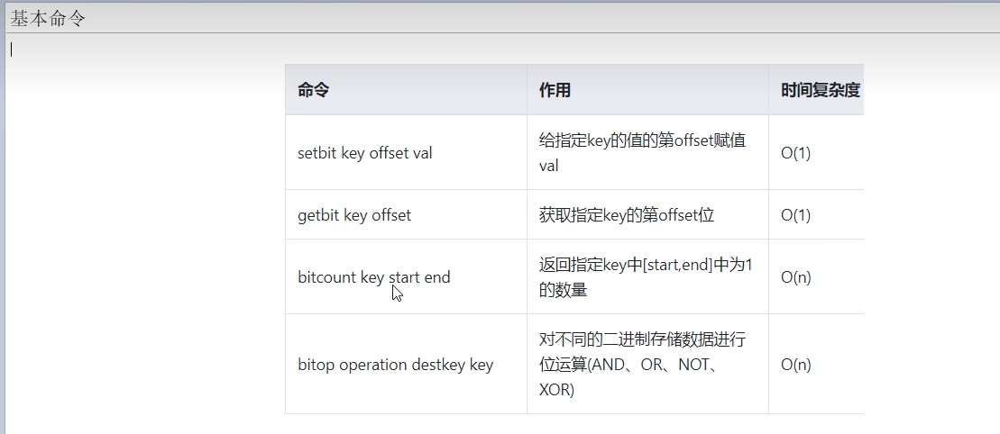 基本命令
命令 作用 时间复杂度
给指定key的值的第offset赋值
setbit key offset val O(1)
val
getbit key offset 获取指定key的第offset位 O(1)
返回指定key中[start,end]中为1
bitcount key start end O(n)
的数量
对不同的二进制存储数据进行
bitop operation destkey key 位运算(AND、OR、NOT、 O(n)
XOR)